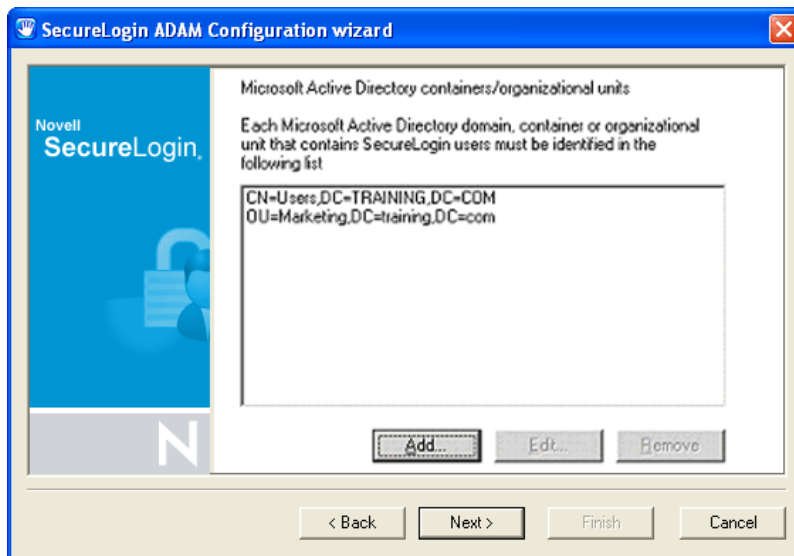 SecureLogin ADAM Configuration wizard
Novell
SecureLogin.
Microsoft Active Directory containers/organizational units
Each Microsoft Active Directory domain, container or organizational
unit that contains SecureLogin users must be identified in the
following list
CN=Users,DC=TRAINING,DC=COM
OU=Marketing,DC=training,DC=com
N
Add...
Edit...
Remove
< Back
Next >
Finish
Cancel